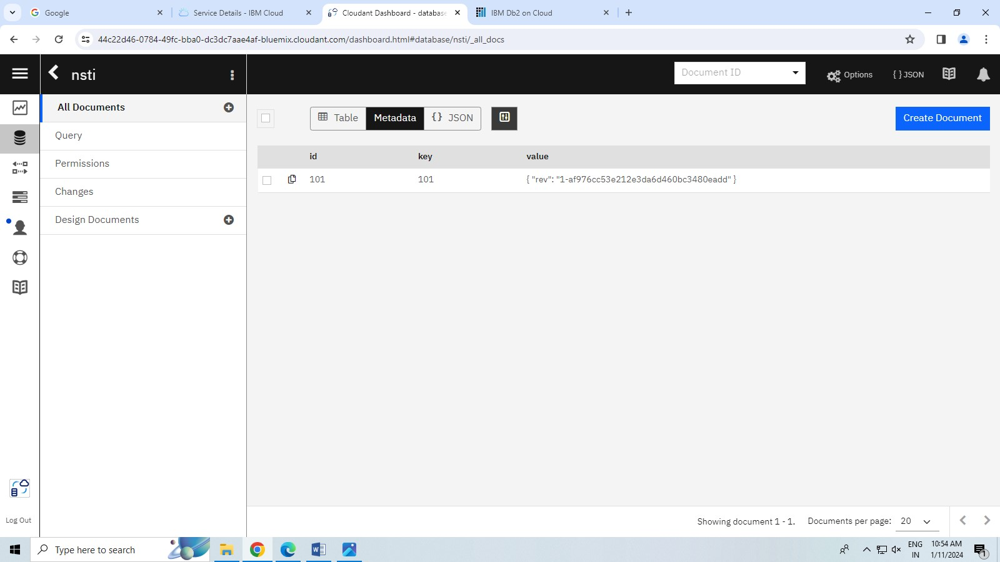 Google
Service Details - IBM Cloud
Cloudant Dashboard - database
IBM Db2 on Cloud
44c22d46-0784-49fc-bba0-dc3dc7aae4af-bluemix.cloudant.com/dashboard.html#database/nsti/_all_docs
nsti
Document ID
Options
{ } JSON
All Documents
Query
Permissions
Changes
Design Documents
Table
Metadata
{ } JSON
Create Document
id key value
101 101 { "rev": "1-af976cc53e212e3da6d460bc3480eadd" }
Showing document 1 - 1.
Documents per page: 20
Log Out
Type here to search
ENG
IN
10:54 AM
1/11/2024
1